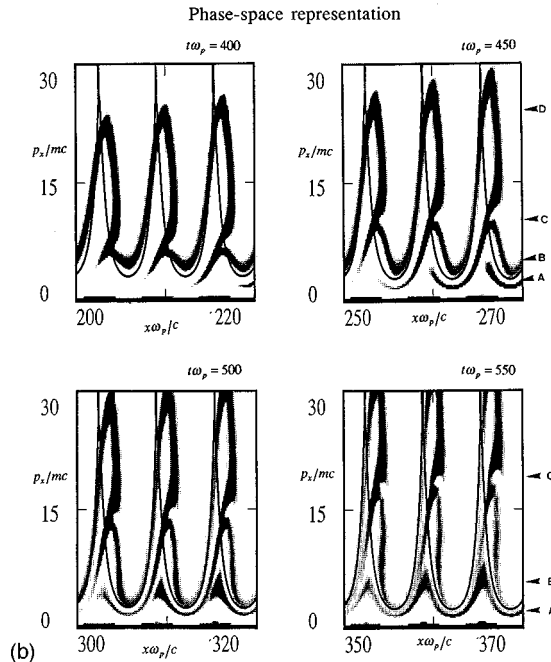 Phase-space representation
tω_p = 400
tω_p = 450
30
p_x/mc
15
0
200
220
xω_p/c
30
p_x/mc
15
0
250
270
xω_p/c
D
C
B
A
tω_p = 500
tω_p = 550
30
p_x/mc
15
0
300
320
xω_p/c
30
p_x/mc
15
0
350
370
xω_p/c
(b)